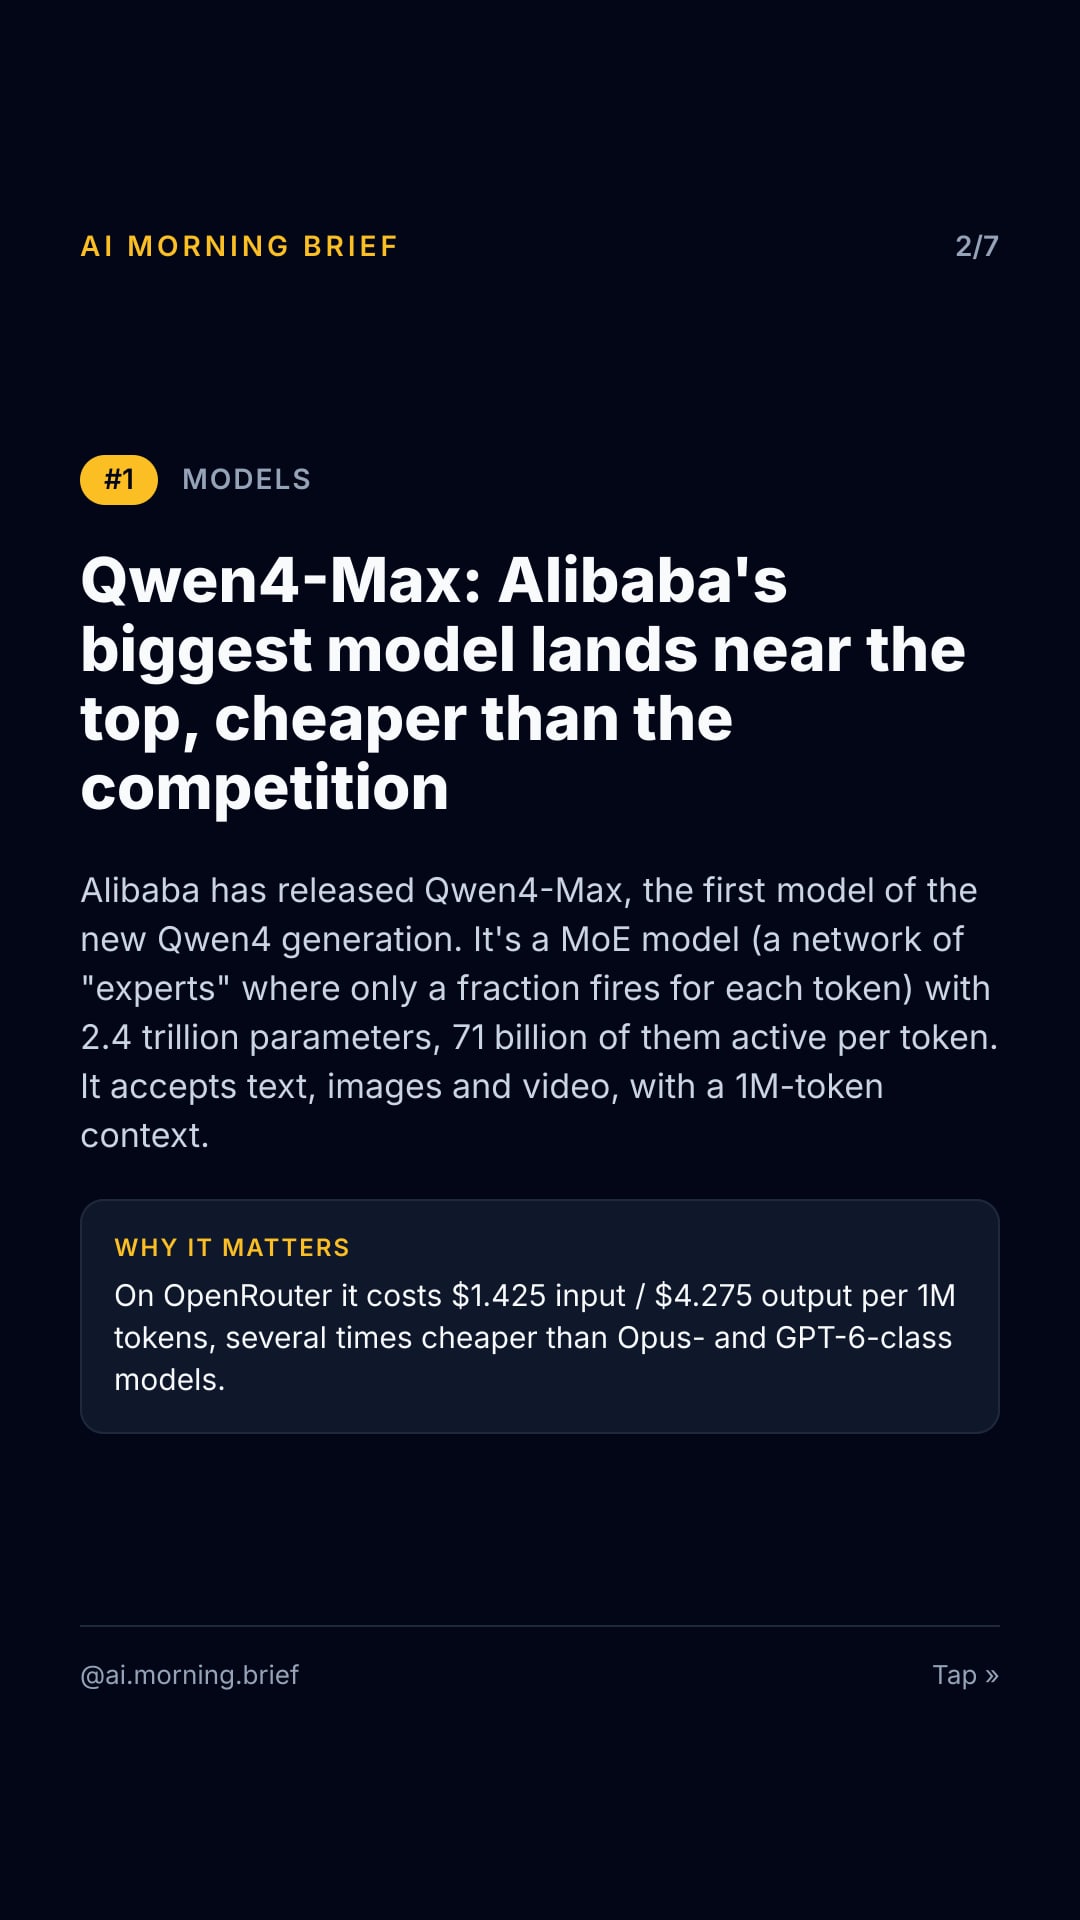 AI MORNING BRIEF
2/7
#1 MODELS
Qwen4-Max: Alibaba's
biggest model lands near the
top, cheaper than the
competition
Alibaba has released Qwen4-Max, the first model of the
new Qwen4 generation. It's a MoE model (a network of
"experts" where only a fraction fires for each token) with
2.4 trillion parameters, 71 billion of them active per token.
It accepts text, images and video, with a 1M-token
context.
WHY IT MATTERS
On OpenRouter it costs $1.425 input / $4.275 output per 1M
tokens, several times cheaper than Opus- and GPT-6-class
models.
@ai.morning.brief
Tap »